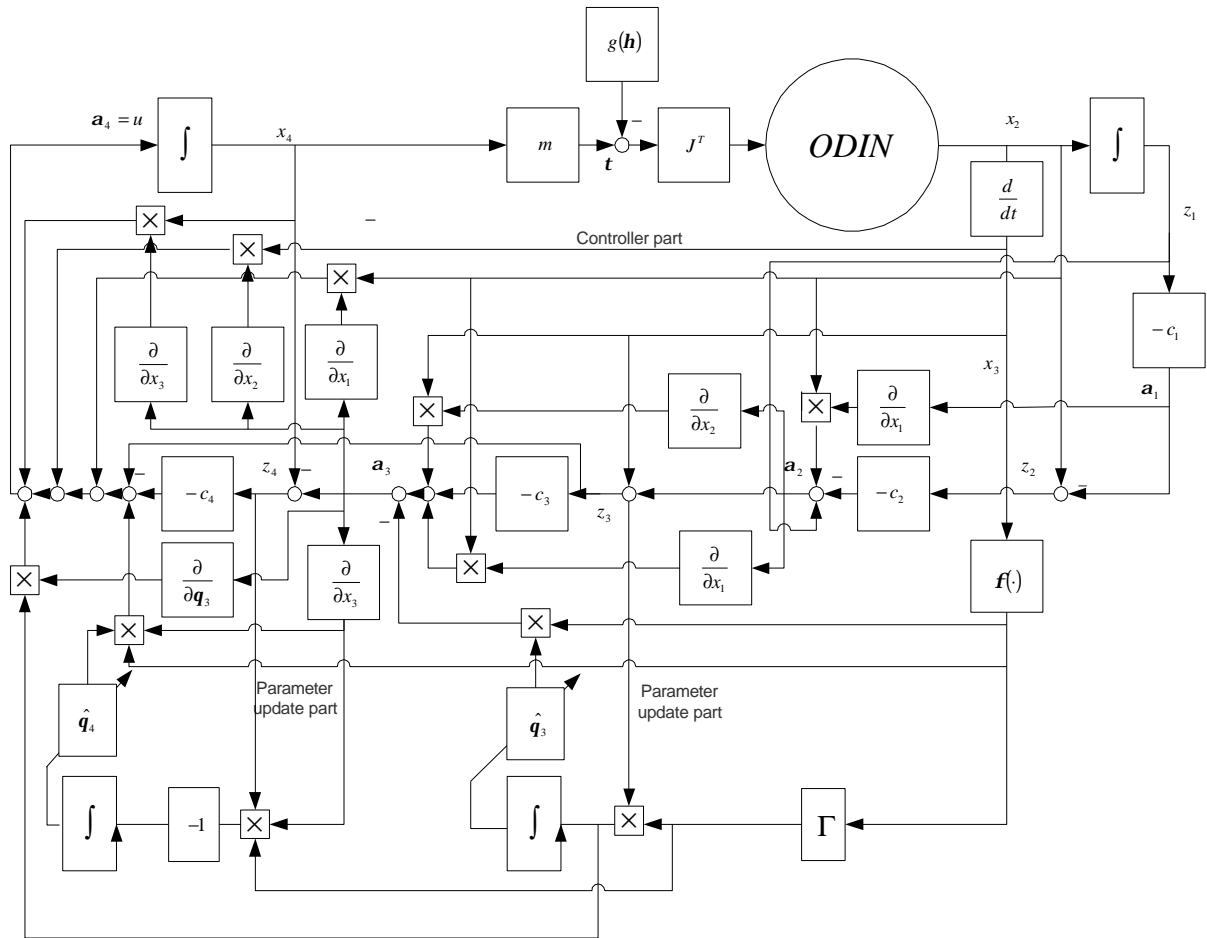 g(h)
a₄ = u
∫
x₄
m
t
−
Jᵀ
ODIN
x₂
∫
d/dt
z₁
−
Controller part
× × ×
∂/∂x₃
∂/∂x₂
∂/∂x₁
x₃
−c₁
a₁
×
∂/∂x₂
×
∂/∂x₁
−
−c₄
z₄
−
a₃
−c₃
−
z₃
a₂
−
−c₂
z₂
−
−
×
∂/∂q₃
∂/∂x₃
×
∂/∂x₁
f(·)
×
×
q̂₄
Parameter
update part
q̂₃
Parameter
update part
∫
−1
×
∫
×
Γ